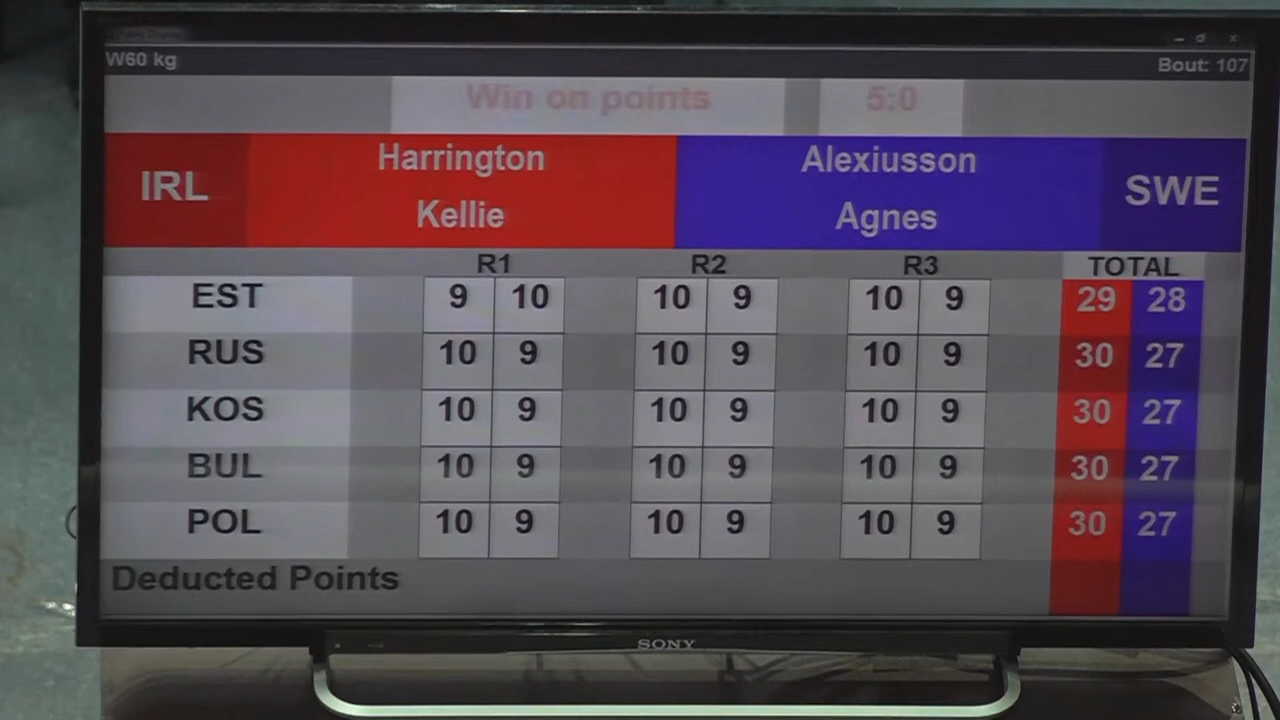 W60 kg Bout: 107
Win on points 5:0
IRL Harrington Kellie Alexiusson Agnes SWE
R1 R2 R3 TOTAL
EST 9 10 10 9 10 9 29 28
RUS 10 9 10 9 10 9 30 27
KOS 10 9 10 9 10 9 30 27
BUL 10 9 10 9 10 9 30 27
POL 10 9 10 9 10 9 30 27
Deducted Points
SONY